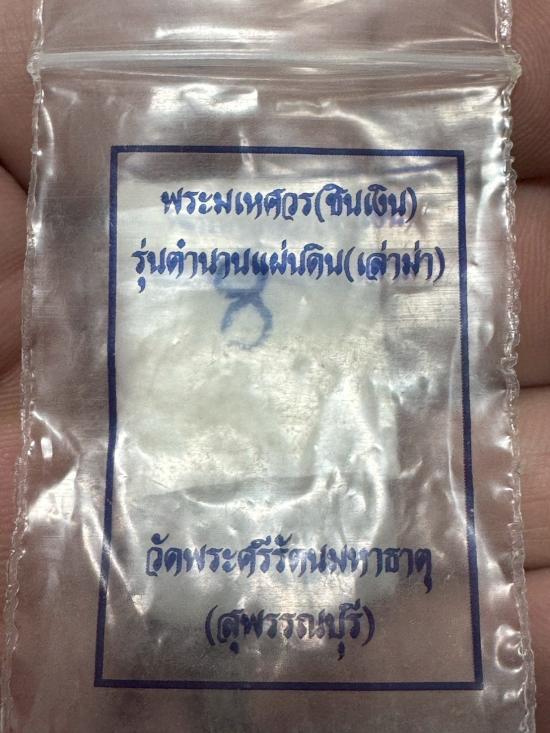 พระมเหศวร(ชินเงิน)
รุ่นตำนานแผ่นดิน(เล่าม่า)
8
วัดพระศรีรัตนมหาธาตุ
(สุพรรณบุรี)